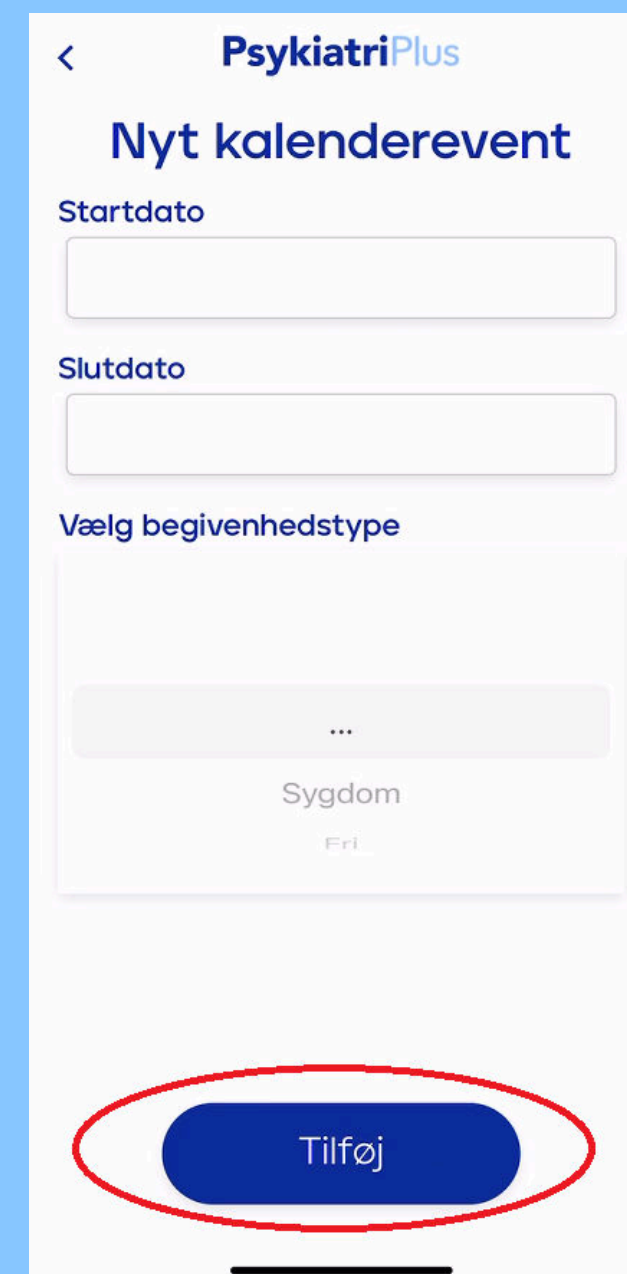 PsykiatriPlus
Nyt kalenderevent
Startdato
Slutdato
Vælg begivenhedstype
...
Sygdom
Fri
Tilføj